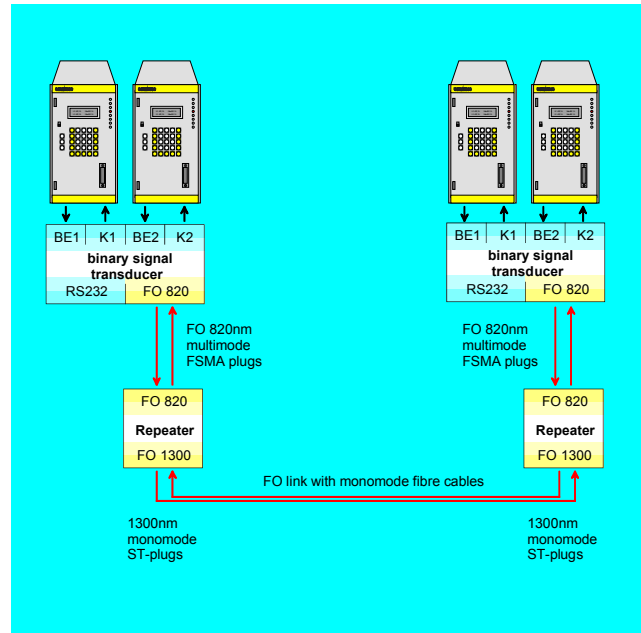 BE1 K1 BE2 K2
binary signal
transducer
RS232 FO 820
BE1 K1 BE2 K2
binary signal
transducer
RS232 FO 820
FO 820nm
multimode
FSMA plugs
FO 820nm
multimode
FSMA plugs
FO 820
Repeater
FO 1300
FO 820
Repeater
FO 1300
FO link with monomode fibre cables
1300nm
monomode
ST-plugs
1300nm
monomode
ST-plugs